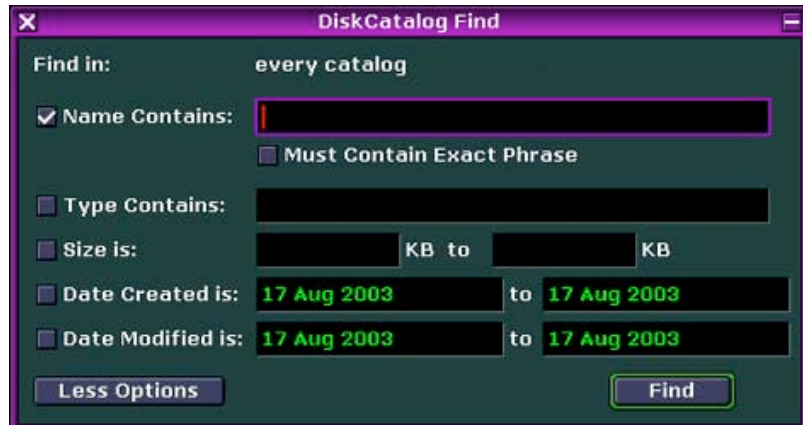 DiskCatalog Find
Find in: every catalog
Name Contains:
Must Contain Exact Phrase
Type Contains:
Size is: KB to KB
Date Created is: 17 Aug 2003 to 17 Aug 2003
Date Modified is: 17 Aug 2003 to 17 Aug 2003
Less Options Find